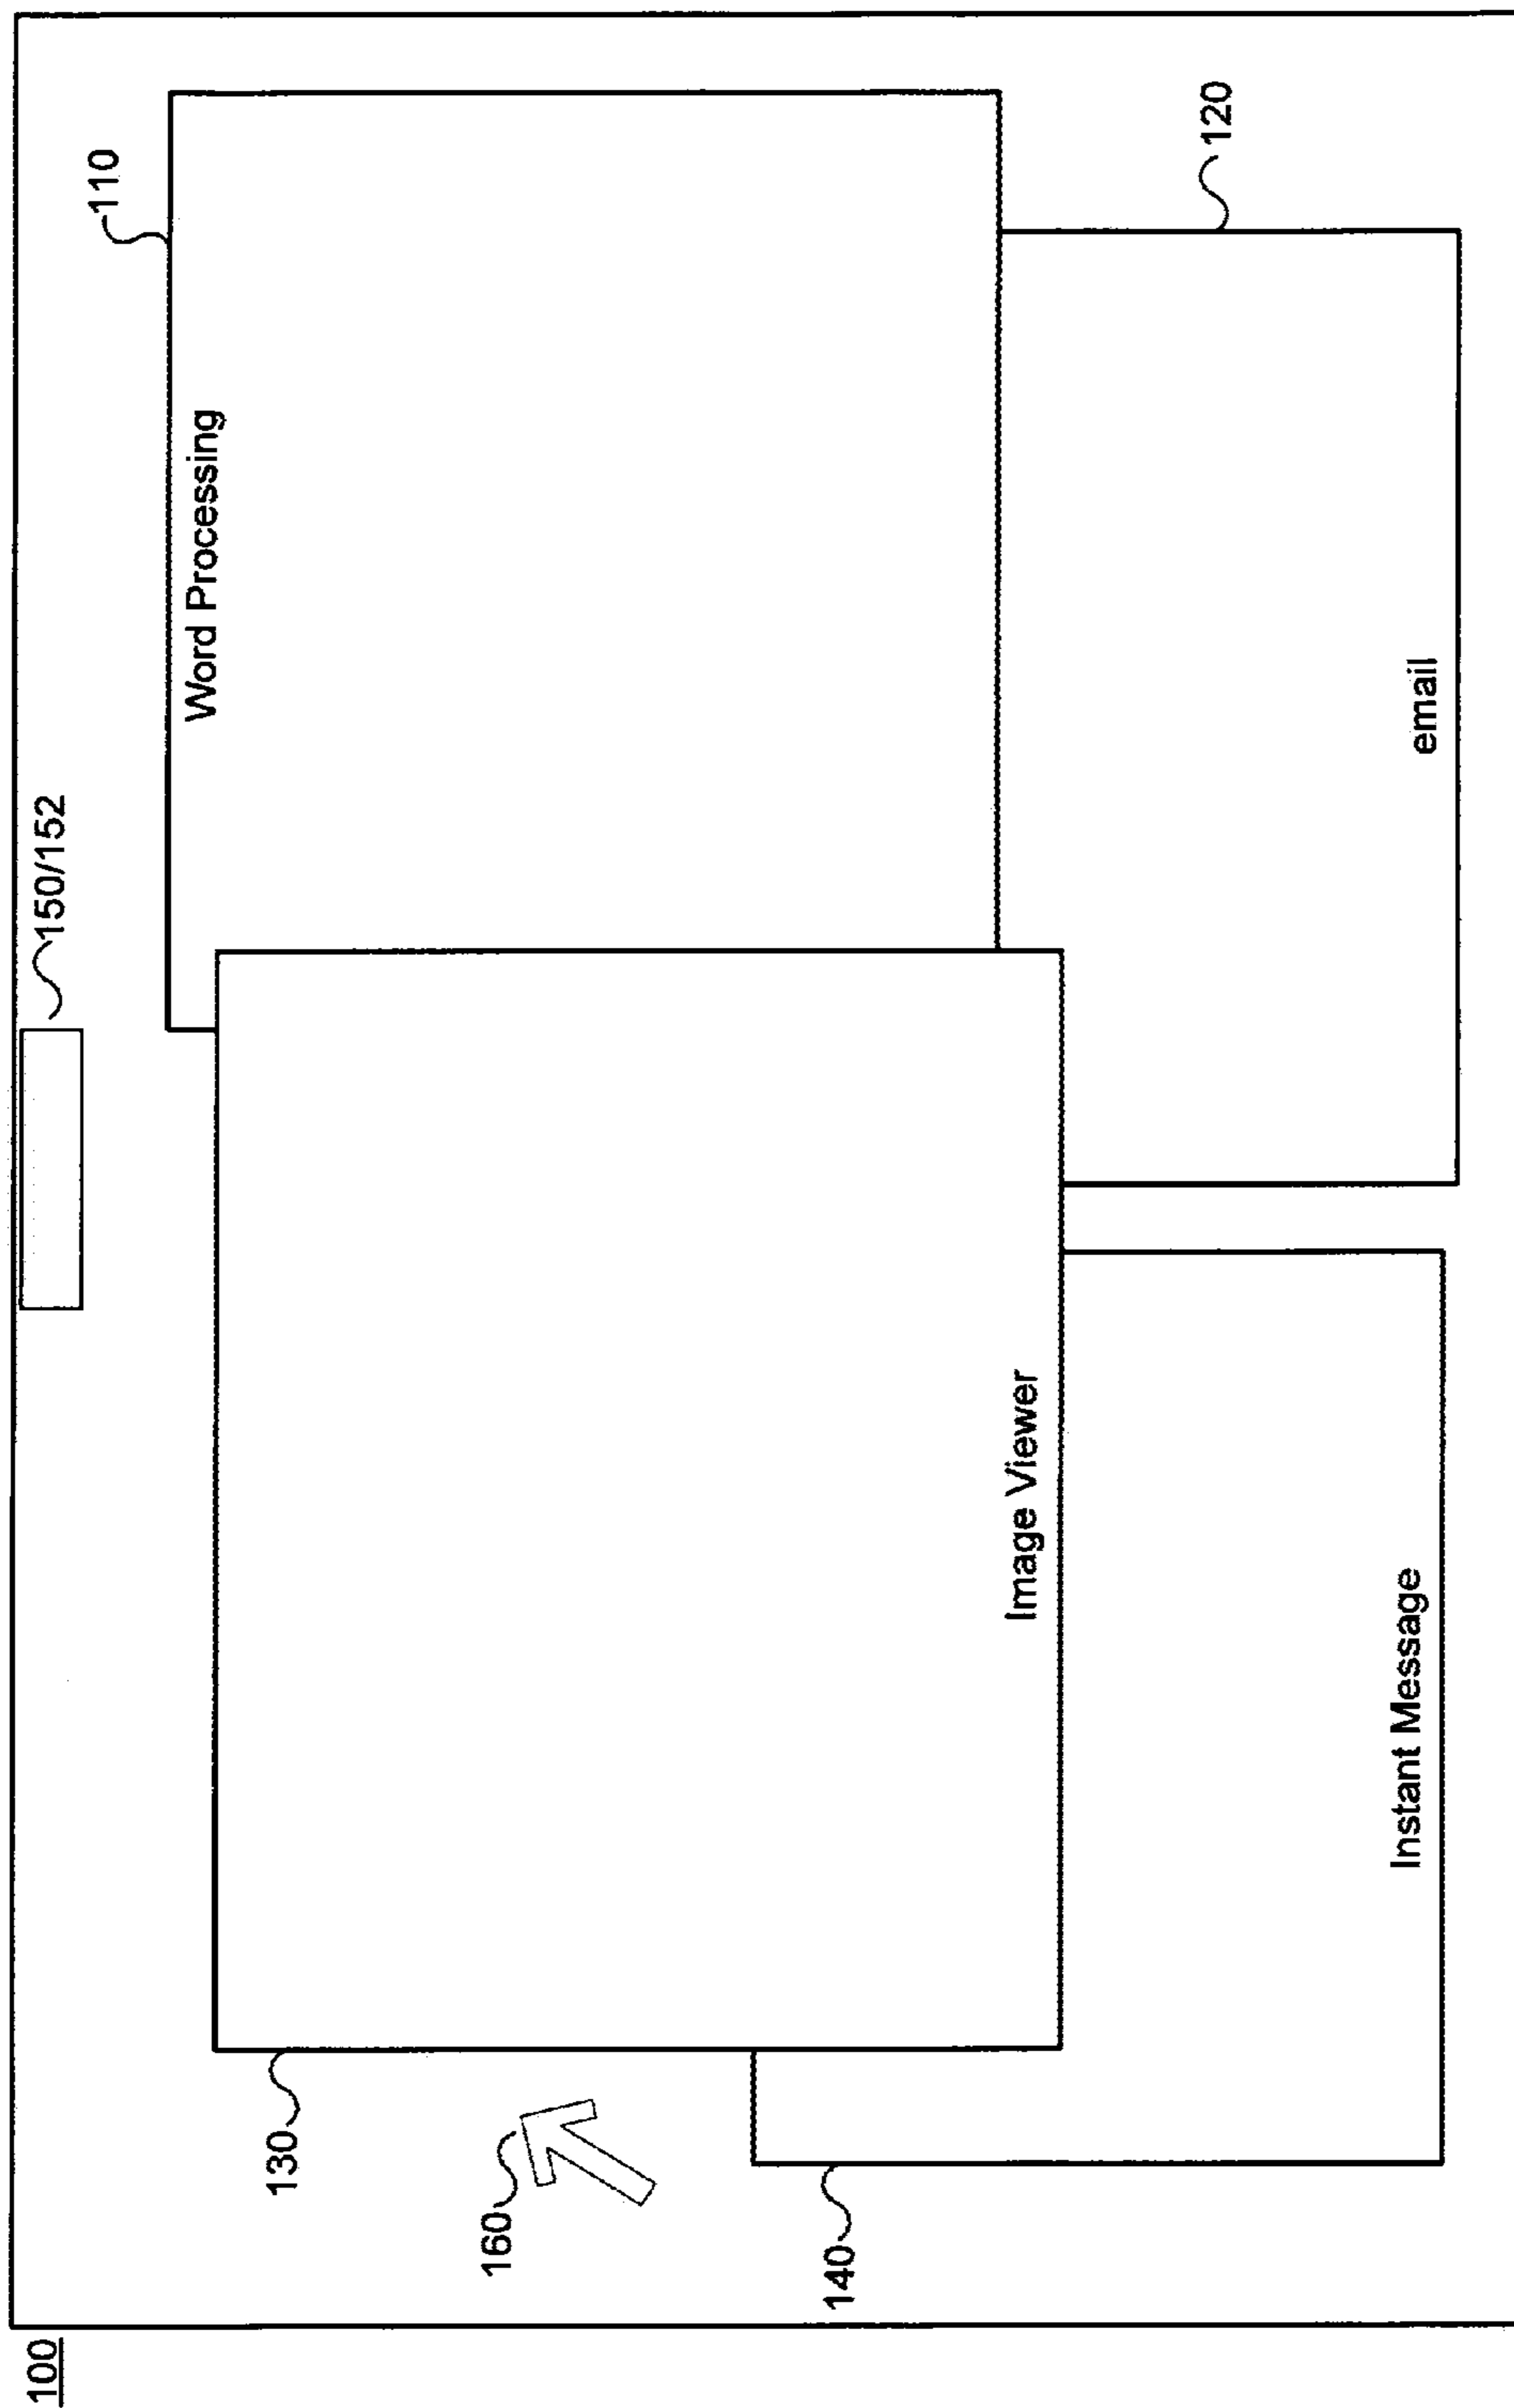 100
150/152
110
Word Processing
130
160
140
Image Viewer
120
Instant Message
email